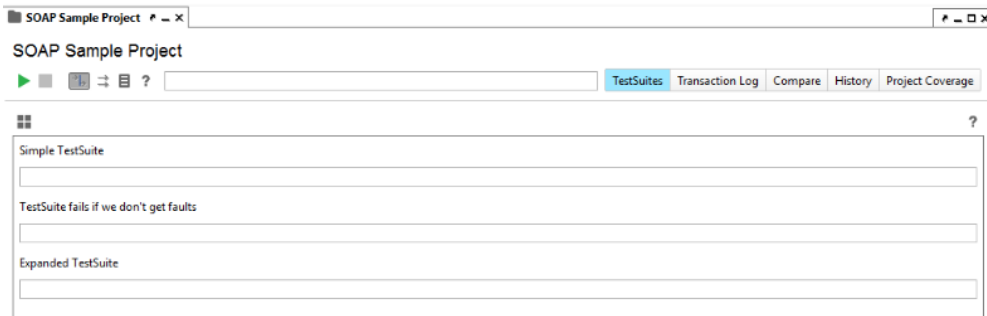 SOAP Sample Project
SOAP Sample Project
?
TestSuites Transaction Log Compare History Project Coverage
?
Simple TestSuite
TestSuite fails if we don't get faults
Expanded TestSuite